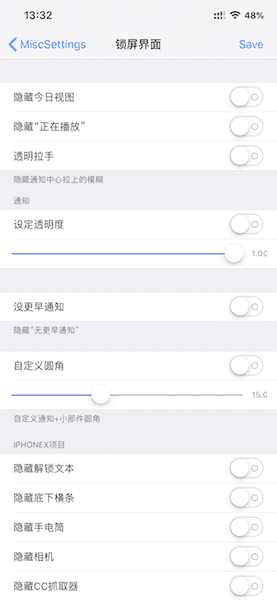 13:32
48%
MiscSettings
锁屏界面
Save
隐藏今日视图
隐藏“正在播放”
透明拉手
隐藏通知中心拉上的模糊
通知
设定透明度
1.00
没更早通知
隐藏“无更早通知”
自定义圆角
15.0
自定义通知+小部件圆角
IPHONEX项目
隐藏解锁文本
隐藏底下横条
隐藏手电筒
隐藏相机
隐藏CC抓取器